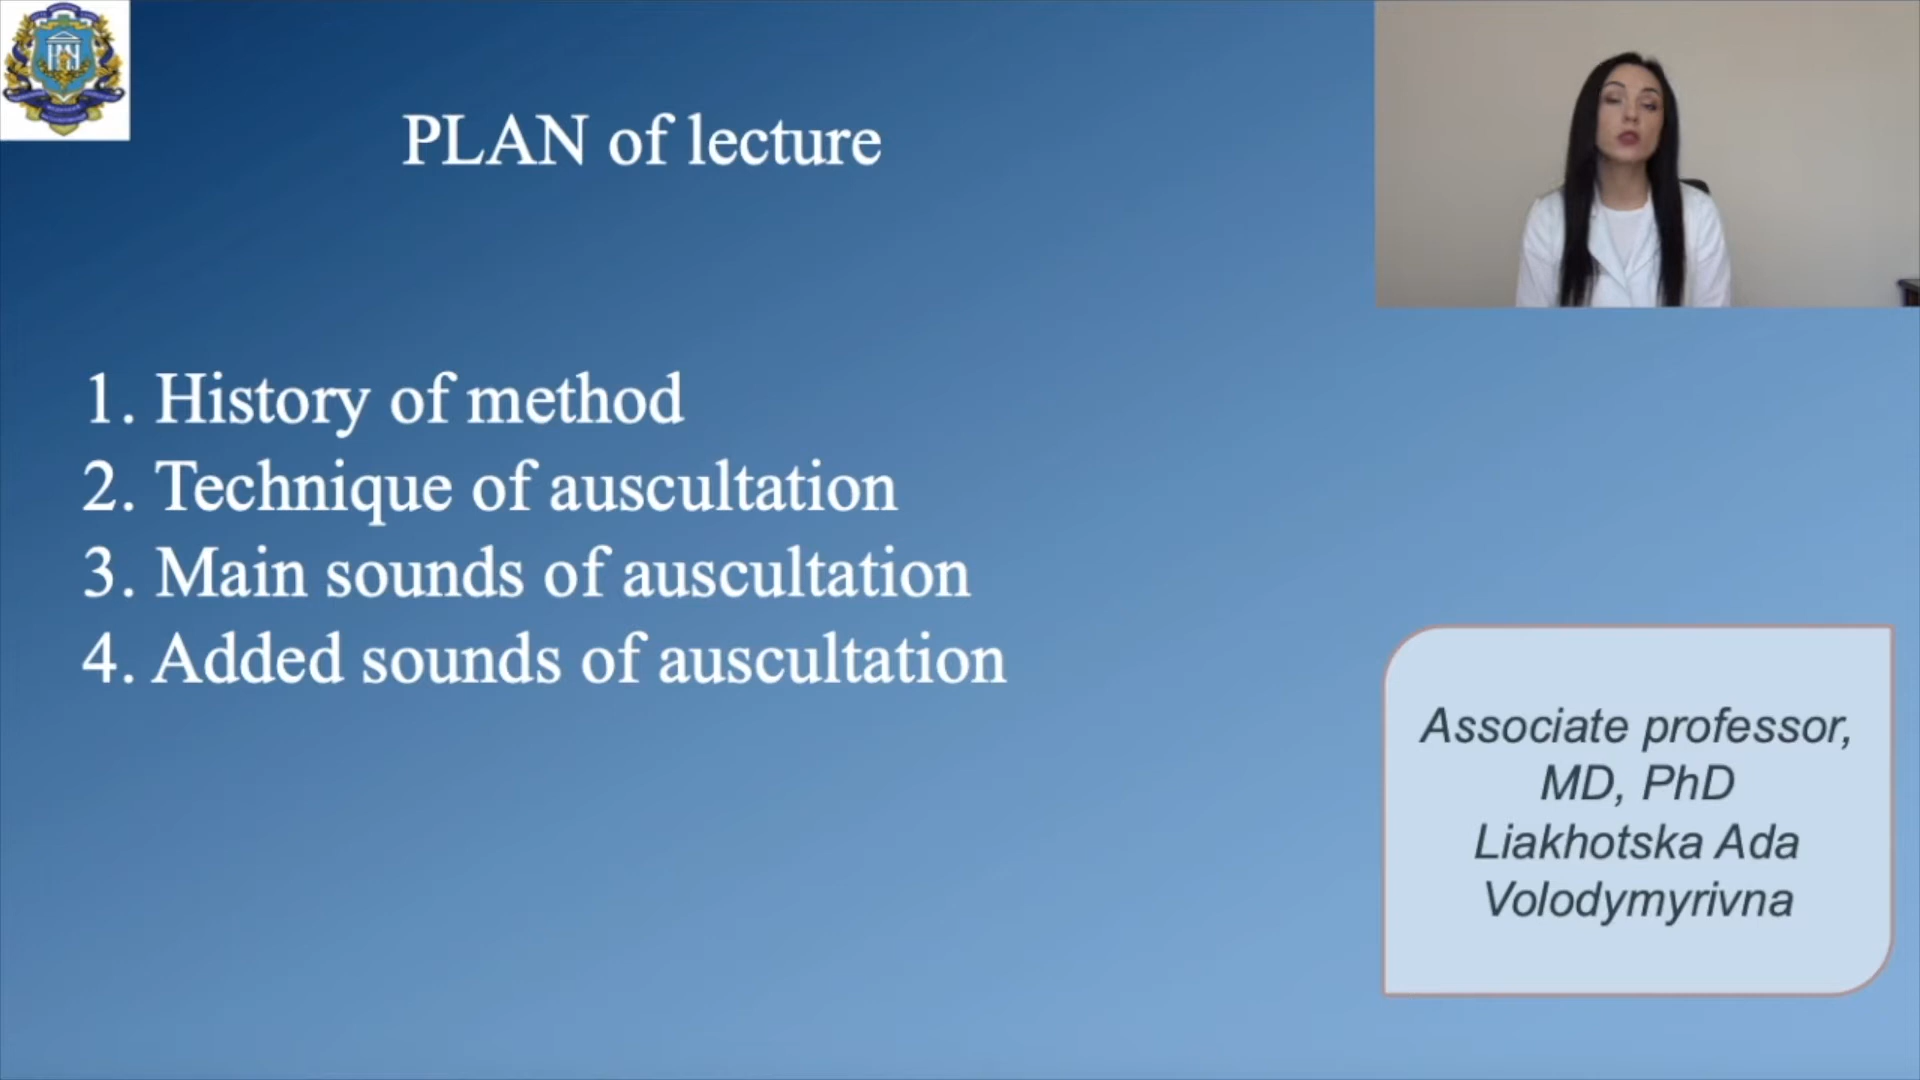 PLAN of lecture
1. History of method
2. Technique of auscultation
3. Main sounds of auscultation
4. Added sounds of auscultation
Associate professor,
MD, PhD
Liakhotska Ada
Volodymyrivna